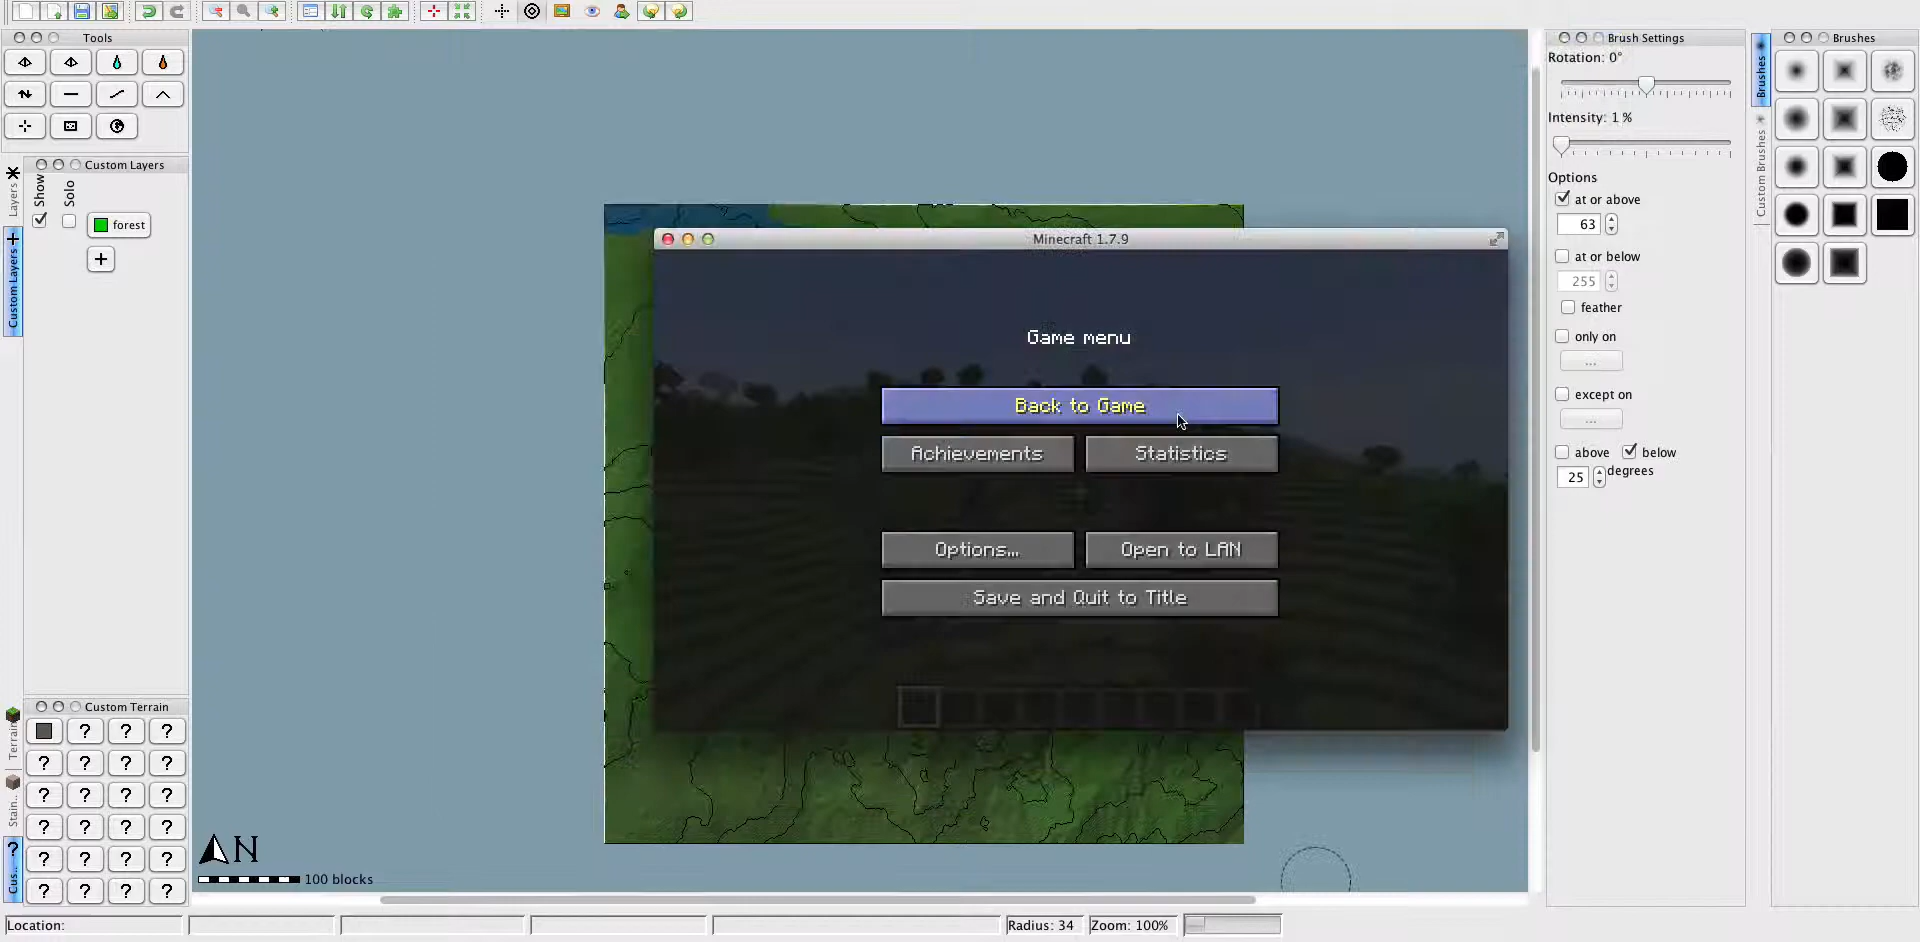 Tools
Custom Layers
Layers
Show
Solo
forest
Custom Layers
Custom Terrain
Terrain
Stain...
Cus...
? ? ?
? ? ? ?
? ? ? ?
? ? ? ?
? ? ? ?
? ? ? ?
Minecraft 1.7.9
Game menu
Back to Game
Achievements
Statistics
Options...
Open to LAN
Save and Quit to Title
N
100 blocks
Brush Settings
Rotation: 0°
Intensity: 1 %
Options
at or above
63
at or below
255
feather
only on
...
except on
...
above
below
25
degrees
Brushes
Brushes
Custom Brushes
Location:
Radius: 34
Zoom: 100%